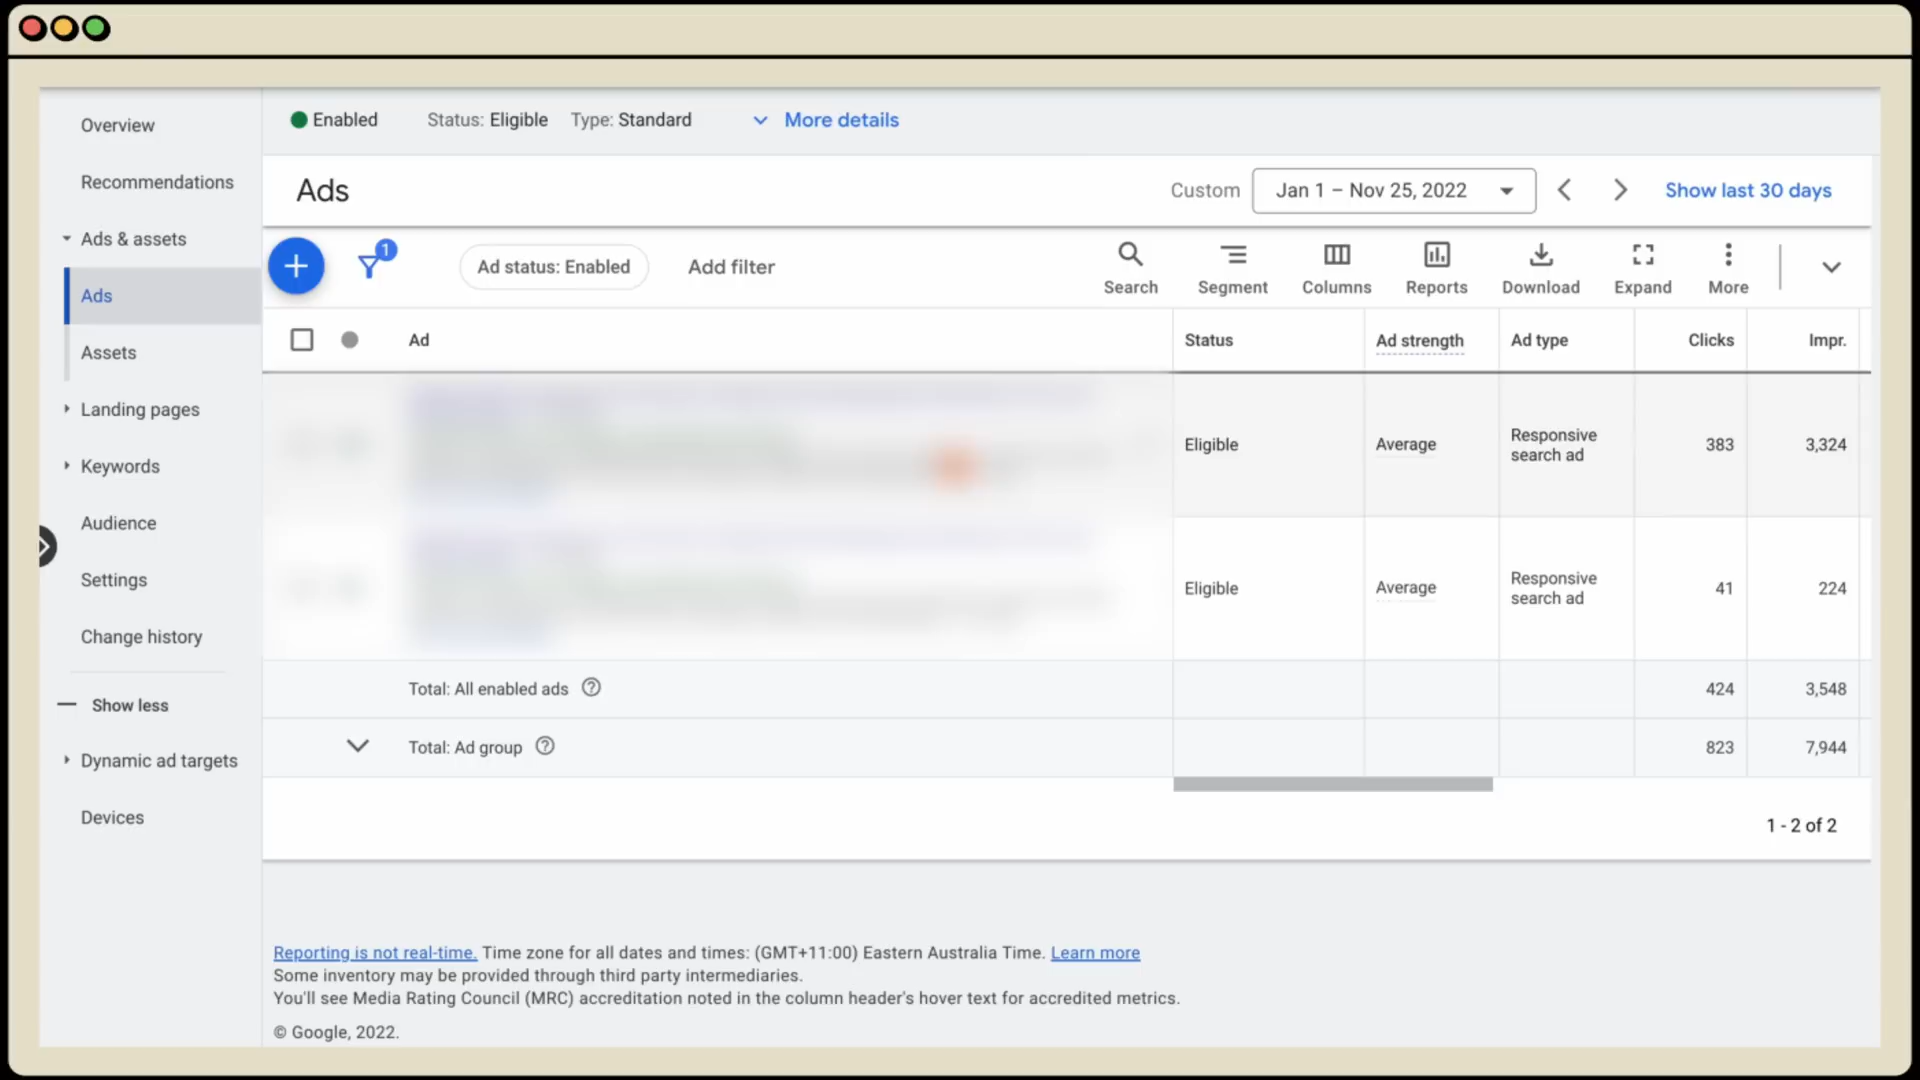 Overview
Recommendations
Ads & assets
Ads
Assets
Landing pages
Keywords
Audience
Settings
Change history
Show less
Dynamic ad targets
Devices
Enabled Status: Eligible Type: Standard More details
Ads Custom Jan 1 – Nov 25, 2022 Show last 30 days
1 Ad status: Enabled Add filter Search Segment Columns Reports Download Expand More
Ad Status Ad strength Ad type Clicks Impr.
Eligible Average Responsive search ad 383 3,324
Eligible Average Responsive search ad 41 224
Total: All enabled ads 424 3,548
Total: Ad group 823 7,944
1 - 2 of 2
Reporting is not real-time. Time zone for all dates and times: (GMT+11:00) Eastern Australia Time. Learn more
Some inventory may be provided through third party intermediaries.
You'll see Media Rating Council (MRC) accreditation noted in the column header's hover text for accredited metrics.
© Google, 2022.